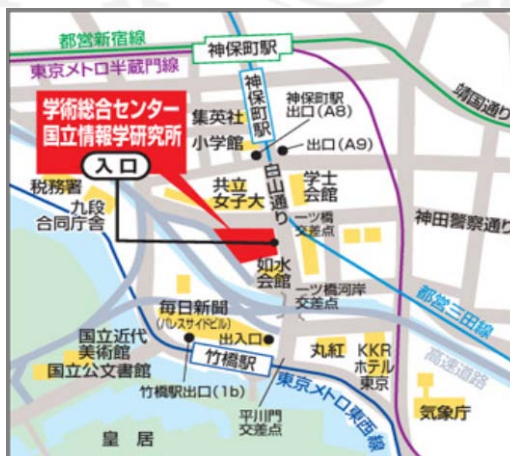 都営新宿線
神保町駅
東京メトロ半蔵門線
靖国通り
神保町駅
学術総合センター
国立情報学研究所
入口
集英社
小学館
神保町駅
出口(A8)
出口(A9)
白山通り
税務署
九段
合同庁舎
共立
女子大
学士
会館
一ツ橋
交差点
神田警察通り
如水
会館
一ツ橋河岸
交差点
都営三田線
毎日新聞
(パレスサイドビル)
高速道路
国立近代
美術館
国立公文書館
出入口
竹橋駅
丸紅
KKR
ホテル
東京
竹橋駅出口(1b)
東京メトロ東西線
平川門
交差点
気象庁
皇居